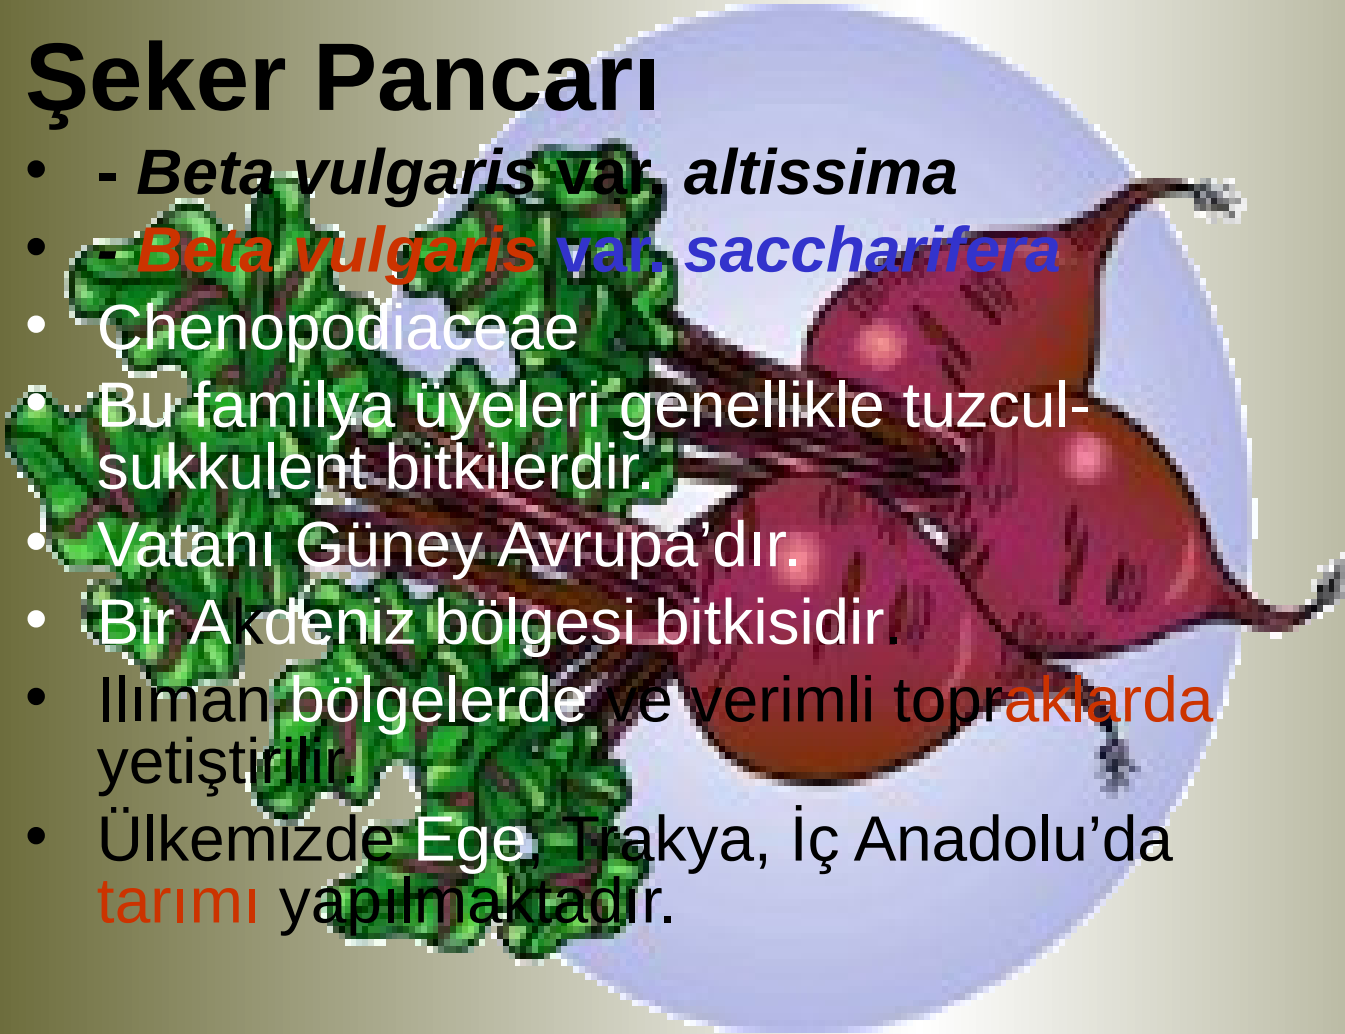 Şeker Pancarı
• - Beta vulgaris var. altissima
• - Beta vulgaris var. saccharifera
• Chenopodiaceae
• Bu familya üyeleri genellikle tuzcul-
sukkulent bitkilerdir.
• Vatanı Güney Avrupa’dır.
• Bir Akdeniz bölgesi bitkisidir.
• Ilıman bölgelerde ve verimli topraklarda
yetiştirilir.
• Ülkemizde Ege, Trakya, İç Anadolu’da
tarımı yapılmaktadır.